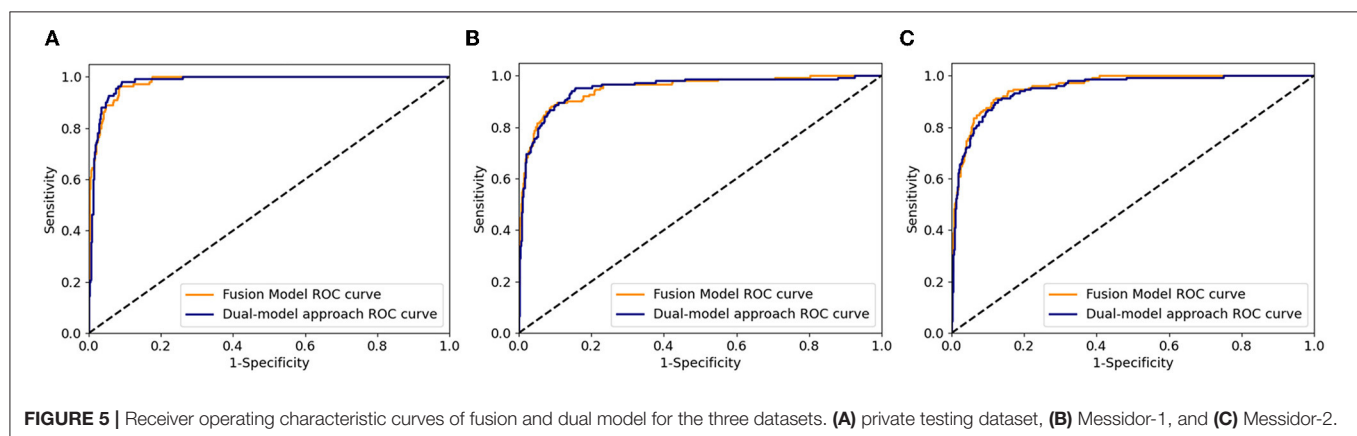 A
B
C
1.0
0.8
0.6
0.4
0.2
0.0
Sensitivity
Fusion Model ROC curve
Dual-model approach ROC curve
0.0 0.2 0.4 0.6 0.8 1.0
1-Specificity
1.0
0.8
0.6
0.4
0.2
0.0
Sensitivity
Fusion Model ROC curve
Dual-model approach ROC curve
0.0 0.2 0.4 0.6 0.8 1.0
1-Specificity
1.0
0.8
0.6
0.4
0.2
0.0
Sensitivity
Fusion Model ROC curve
Dual-model approach ROC curve
0.0 0.2 0.4 0.6 0.8 1.0
1-Specificity
FIGURE 5 | Receiver operating characteristic curves of fusion and dual model for the three datasets. (A) private testing dataset, (B) Messidor-1, and (C) Messidor-2.